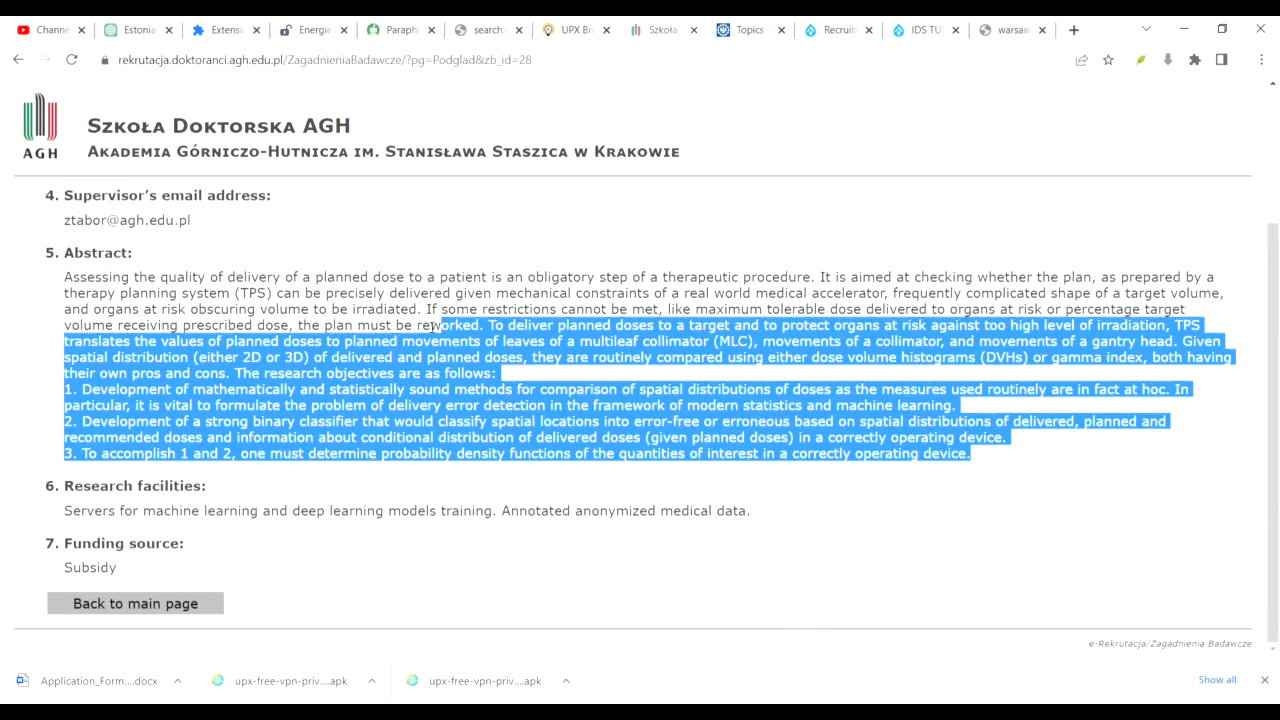 Channe
Estonia
Extensi
Energie
Paraph
search.
UPX Br
Szkoła
Topics
Recruit
IDS TU
warsaw
rekrutacja.doktoranci.agh.edu.pl/ZagadnieniaBadawcze/?pg=Podglad&zb_id=28
AGH
Szkoła Doktorska AGH
Akademia Górniczo-Hutnicza im. Stanisława Staszica w Krakowie
4. Supervisor's email address:
ztabor@agh.edu.pl
5. Abstract:
Assessing the quality of delivery of a planned dose to a patient is an obligatory step of a therapeutic procedure. It is aimed at checking whether the plan, as prepared by a
therapy planning system (TPS) can be precisely delivered given mechanical constraints of a real world medical accelerator, frequently complicated shape of a target volume,
and organs at risk obscuring volume to be irradiated. If some restrictions cannot be met, like maximum tolerable dose delivered to organs at risk or percentage target
volume receiving prescribed dose, the plan must be reworked. To deliver planned doses to a target and to protect organs at risk against too high level of irradiation, TPS
translates the values of planned doses to planned movements of leaves of a multileaf collimator (MLC), movements of a collimator, and movements of a gantry head. Given
spatial distribution (either 2D or 3D) of delivered and planned doses, they are routinely compared using either dose volume histograms (DVHs) or gamma index, both having
their own pros and cons. The research objectives are as follows:
1. Development of mathematically and statistically sound methods for comparison of spatial distributions of doses as the measures used routinely are in fact at hoc. In
particular, it is vital to formulate the problem of delivery error detection in the framework of modern statistics and machine learning.
2. Development of a strong binary classifier that would classify spatial locations into error-free or erroneous based on spatial distributions of delivered, planned and
recommended doses and information about conditional distribution of delivered doses (given planned doses) in a correctly operating device.
3. To accomplish 1 and 2, one must determine probability density functions of the quantities of interest in a correctly operating device.
6. Research facilities:
Servers for machine learning and deep learning models training. Annotated anonymized medical data.
7. Funding source:
Subsidy
Back to main page
e-Rekrutacja/Zagadnienia Badawcze
Application_Form....docx
upx-free-vpn-priv....apk
upx-free-vpn-priv....apk
Show all